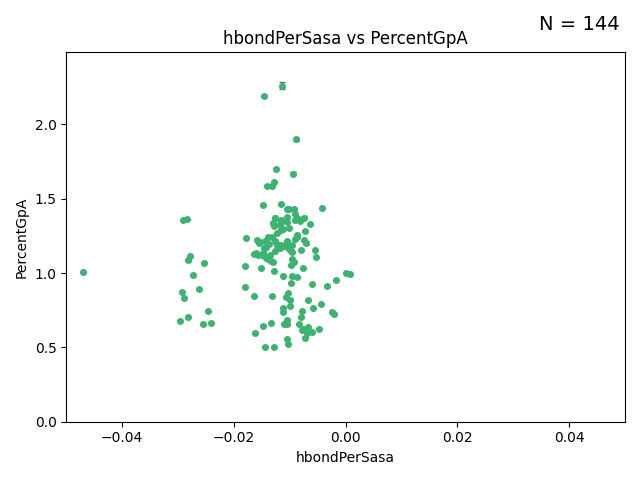 N = 144
hbondPerSasa vs PercentGpA
PercentGpA
2.0
1.5
1.0
0.5
0.0
−0.04 −0.02 0.00 0.02 0.04
hbondPerSasa